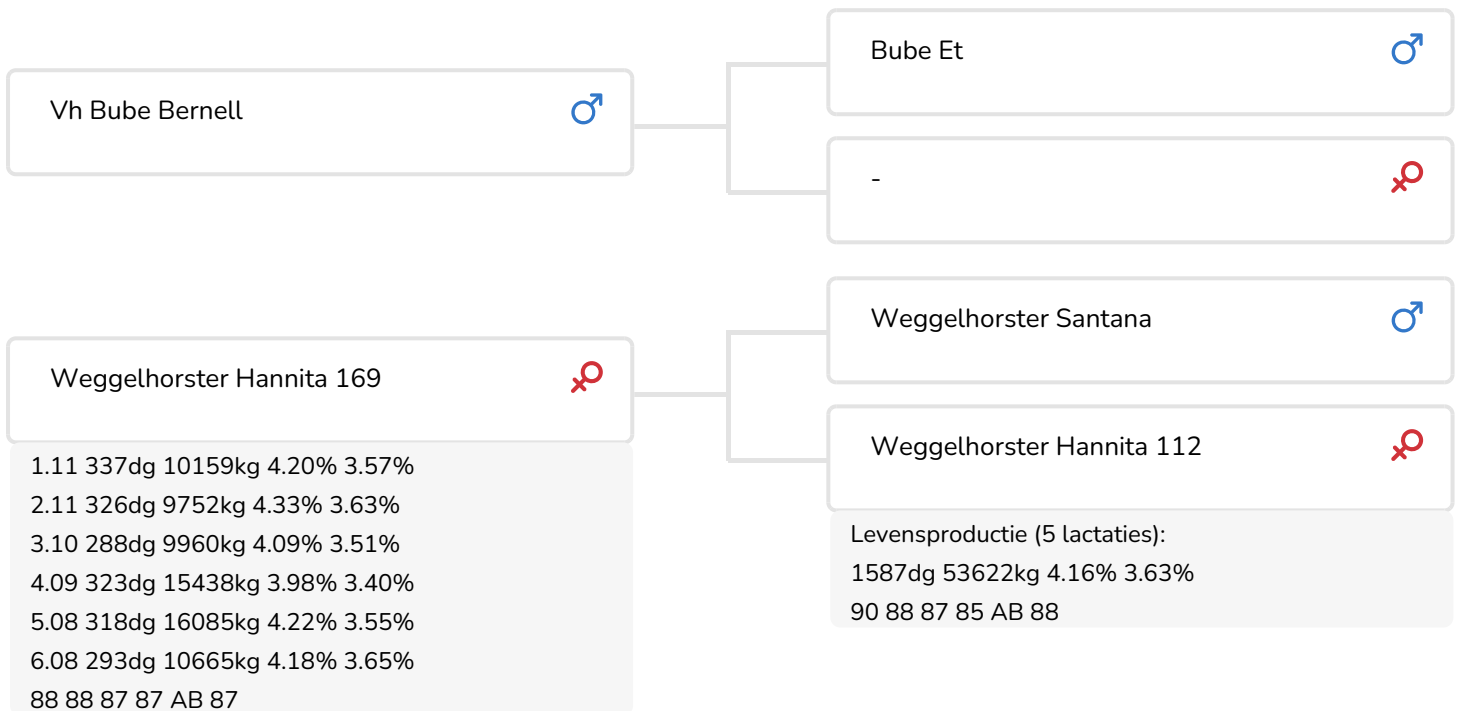 Bube Et
Vh Bube Bernell
-
Weggelhorster Santana
Weggelhorster Hannita 169
1.11 337dg 10159kg 4.20% 3.57%
2.11 326dg 9752kg 4.33% 3.63%
3.10 288dg 9960kg 4.09% 3.51%
4.09 323dg 15438kg 3.98% 3.40%
5.08 318dg 16085kg 4.22% 3.55%
6.08 293dg 10665kg 4.18% 3.65%
88 88 87 87 AB 87
Weggelhorster Hannita 112
Levensproductie (5 lactaties):
1587dg 53622kg 4.16% 3.63%
90 88 87 85 AB 88